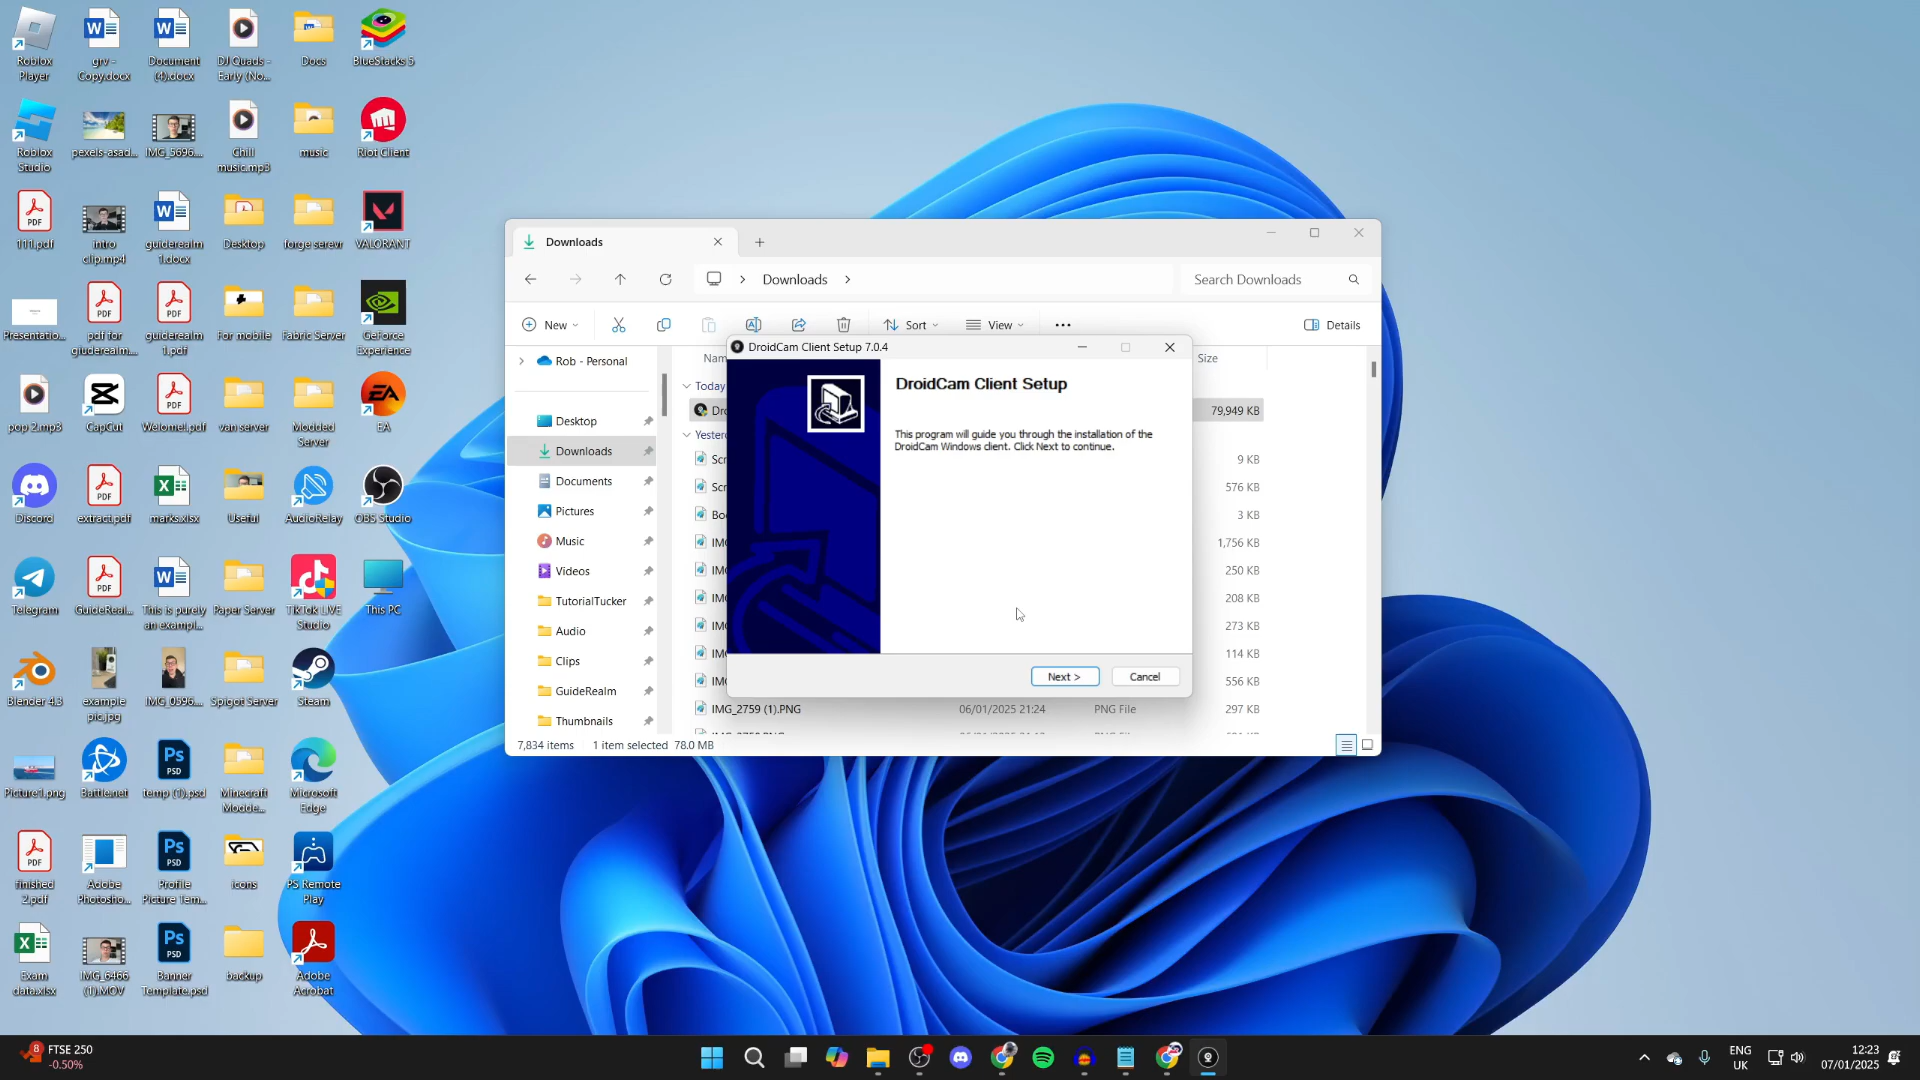 Roblox
Player
grv -
Copy.docx
Document
(4).docx
DJ Quads -
Early (No...
Docs
BlueStacks 5
Roblox
Studio
pexels-asad...
IMG_5696...
Chill
music.mp3
music
Riot Client
111.pdf
intro
clip.mp4
guiderealm
1.docx
Desktop
forge serevr
VALORANT
Presentatio...
pdf for
giuderealm...
guiderealm
1.pdf
For mobile
Fabric Server
GeForce
Experience
pop 2.mp3
CapCut
Welome!.pdf
van server
Modded
Server
EA
Discord
extract.pdf
marks.xlsx
Useful
AudioRelay
OBS Studio
Telegram
GuideReal...
This is purely
an exampl...
Paper Server
TikTok LIVE
Studio
This PC
Blender 4.3
example
pic.jpg
IMG_0596...
Spigot Server
Steam
Picture1.png
Battle.net
temp (1).psd
Minecraft
Modde...
Microsoft
Edge
finished
2.pdf
Adobe
Photosho...
Profile
Picture Tem...
icons
PS Remote
Play
Exam
data.xlsx
IMG_6466
(1).MOV
Banner
Template.psd
backup
Adobe
Acrobat
Downloads
Downloads
Search Downloads
New
Sort
View
Details
Rob - Personal
Desktop
Downloads
Documents
Pictures
Music
Videos
TutorialTucker
Audio
Clips
GuideRealm
Thumbnails
Size
Today
79,949 KB
9 KB
576 KB
3 KB
1,756 KB
250 KB
208 KB
273 KB
114 KB
556 KB
IMG_2759 (1).PNG 06/01/2025 21:24 PNG File 297 KB
7,834 items 1 item selected 78.0 MB
DroidCam Client Setup 7.0.4
DroidCam Client Setup
This program will guide you through the installation of the
DroidCam Windows client. Click Next to continue.
Next >
Cancel
8
FTSE 250
-0.50%
ENG
UK
12:23
07/01/2025